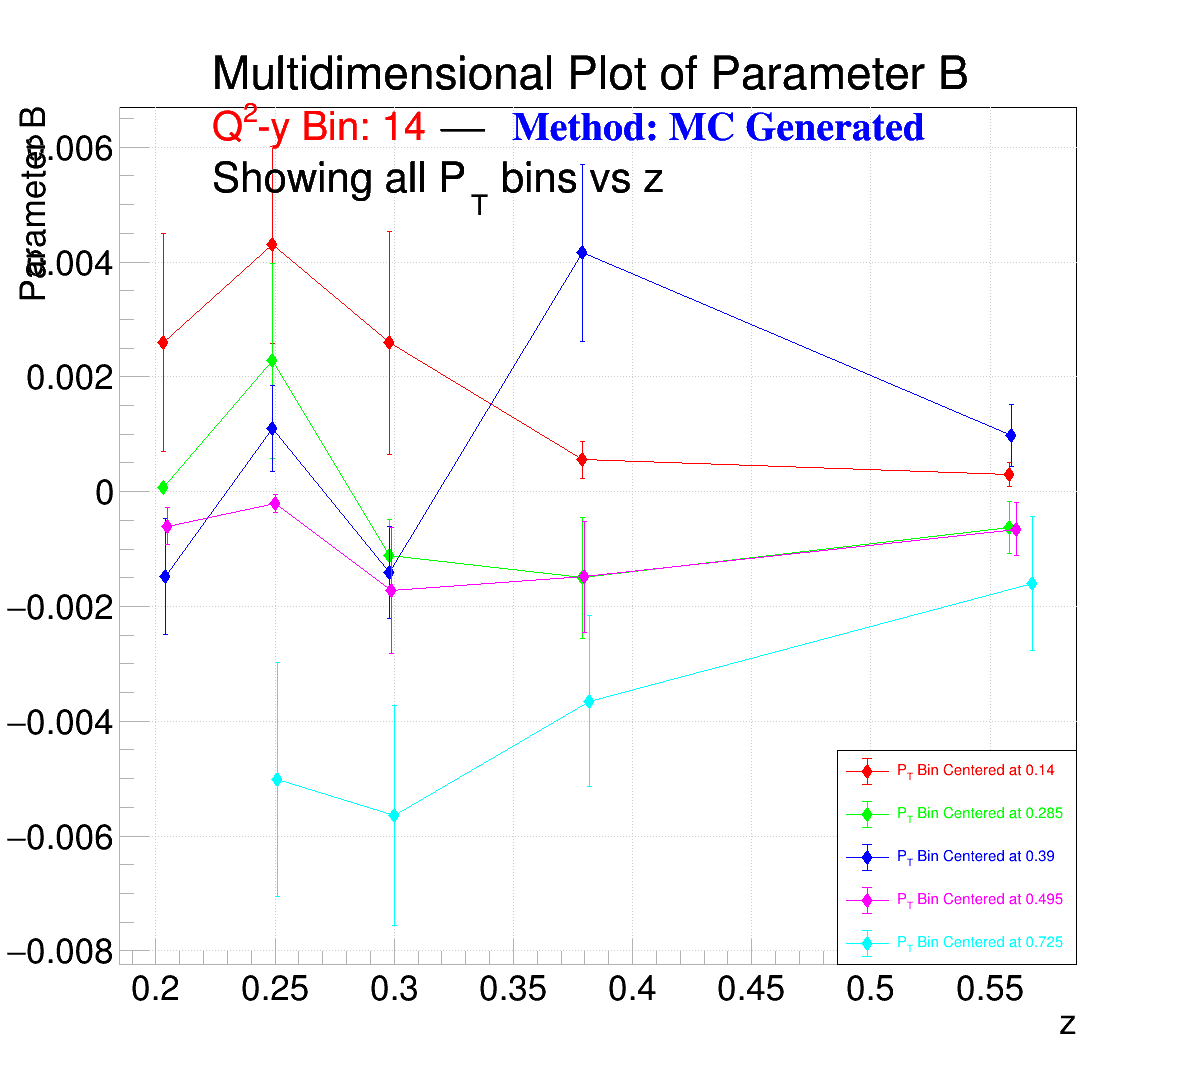 Multidimensional Plot of Parameter B
Q2-y Bin: 14 — Method: MC Generated
Showing all PT bins vs z
Parameter B
0.006
0.004
0.002
0
−0.002
−0.004
−0.006
−0.008
PT Bin Centered at 0.14
PT Bin Centered at 0.285
PT Bin Centered at 0.39
PT Bin Centered at 0.495
PT Bin Centered at 0.725
0.2 0.25 0.3 0.35 0.4 0.45 0.5 0.55
z